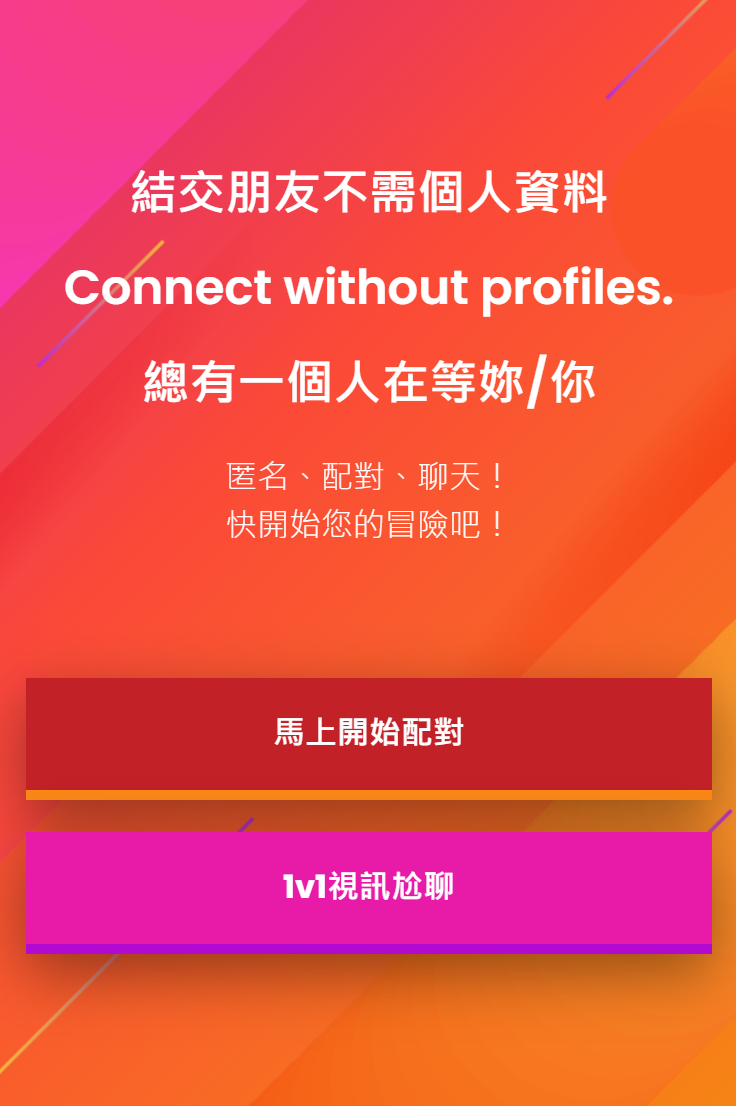 結交朋友不需個人資料
Connect without profiles.
總有一個人在等妳/你
匿名、配對、聊天！
快開始您的冒險吧！
馬上開始配對
1v1視訊尬聊